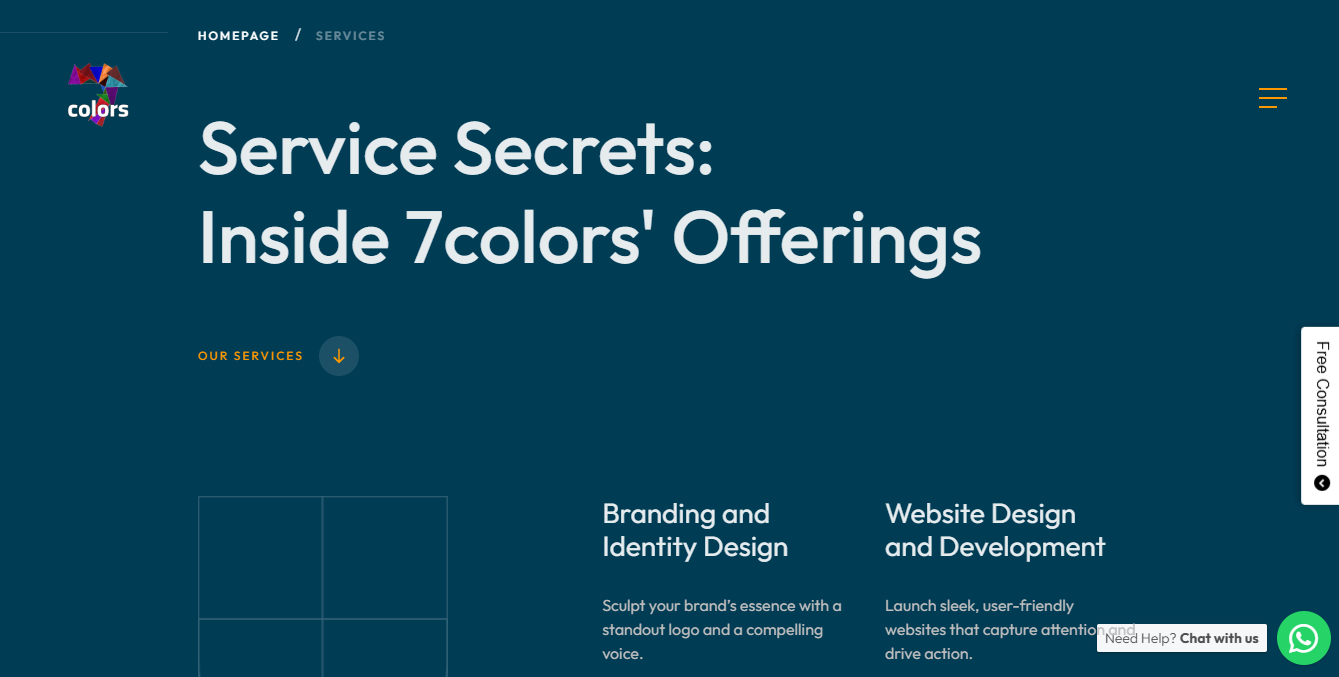 HOMEPAGE / SERVICES
colors
Service Secrets:
Inside 7colors' Offerings
OUR SERVICES
Free Consultation
Branding and
Identity Design
Sculpt your brand’s essence with a
standout logo and a compelling
voice.
Website Design
and Development
Launch sleek, user-friendly
websites that capture attention and
drive action.
Need Help? Chat with us